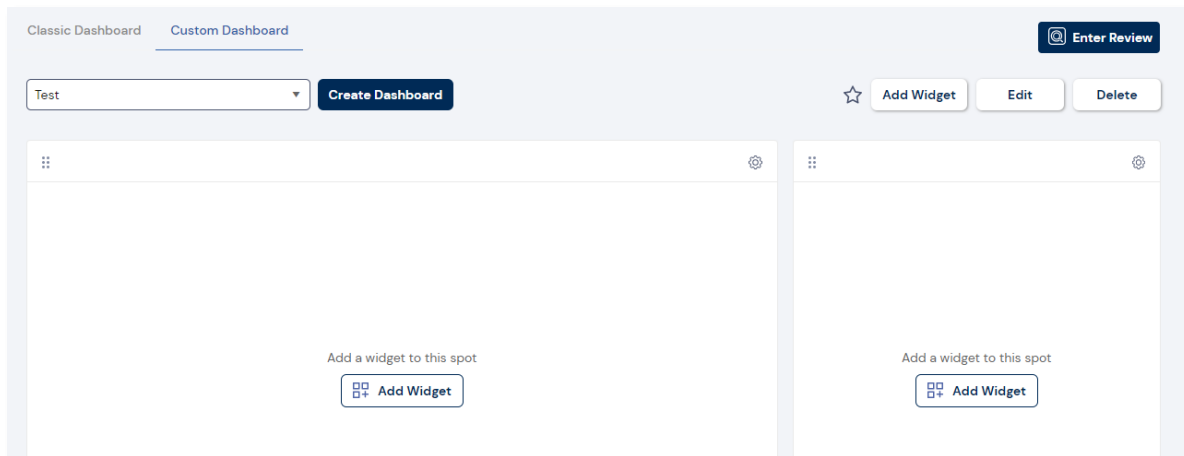 Classic Dashboard
Custom Dashboard
Enter Review
Test
Create Dashboard
Add Widget
Edit
Delete
Add a widget to this spot
Add Widget
Add a widget to this spot
Add Widget